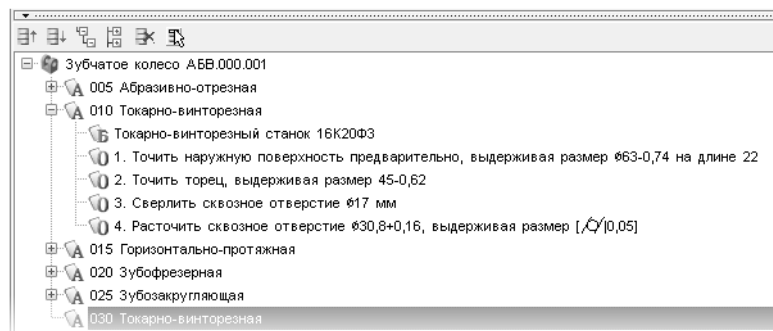 Зубчатое колесо АБВ.000.001
А 005 Абразивно-отрезная
А 010 Токарно-винторезная
Б Токарно-винторезный станок 16К20Ф3
О 1. Точить наружную поверхность предварительно, выдерживая размер ø63-0,74 на длине 22
О 2. Точить торец, выдерживая размер 45-0,62
О 3. Сверлить сквозное отверстие ø17 мм
О 4. Расточить сквозное отверстие ø30,8+0,16, выдерживая размер [⌭|0,05]
А 015 Горизонтально-протяжная
А 020 Зубофрезерная
А 025 Зубозакругляющая
А 030 Токарно-винторезная